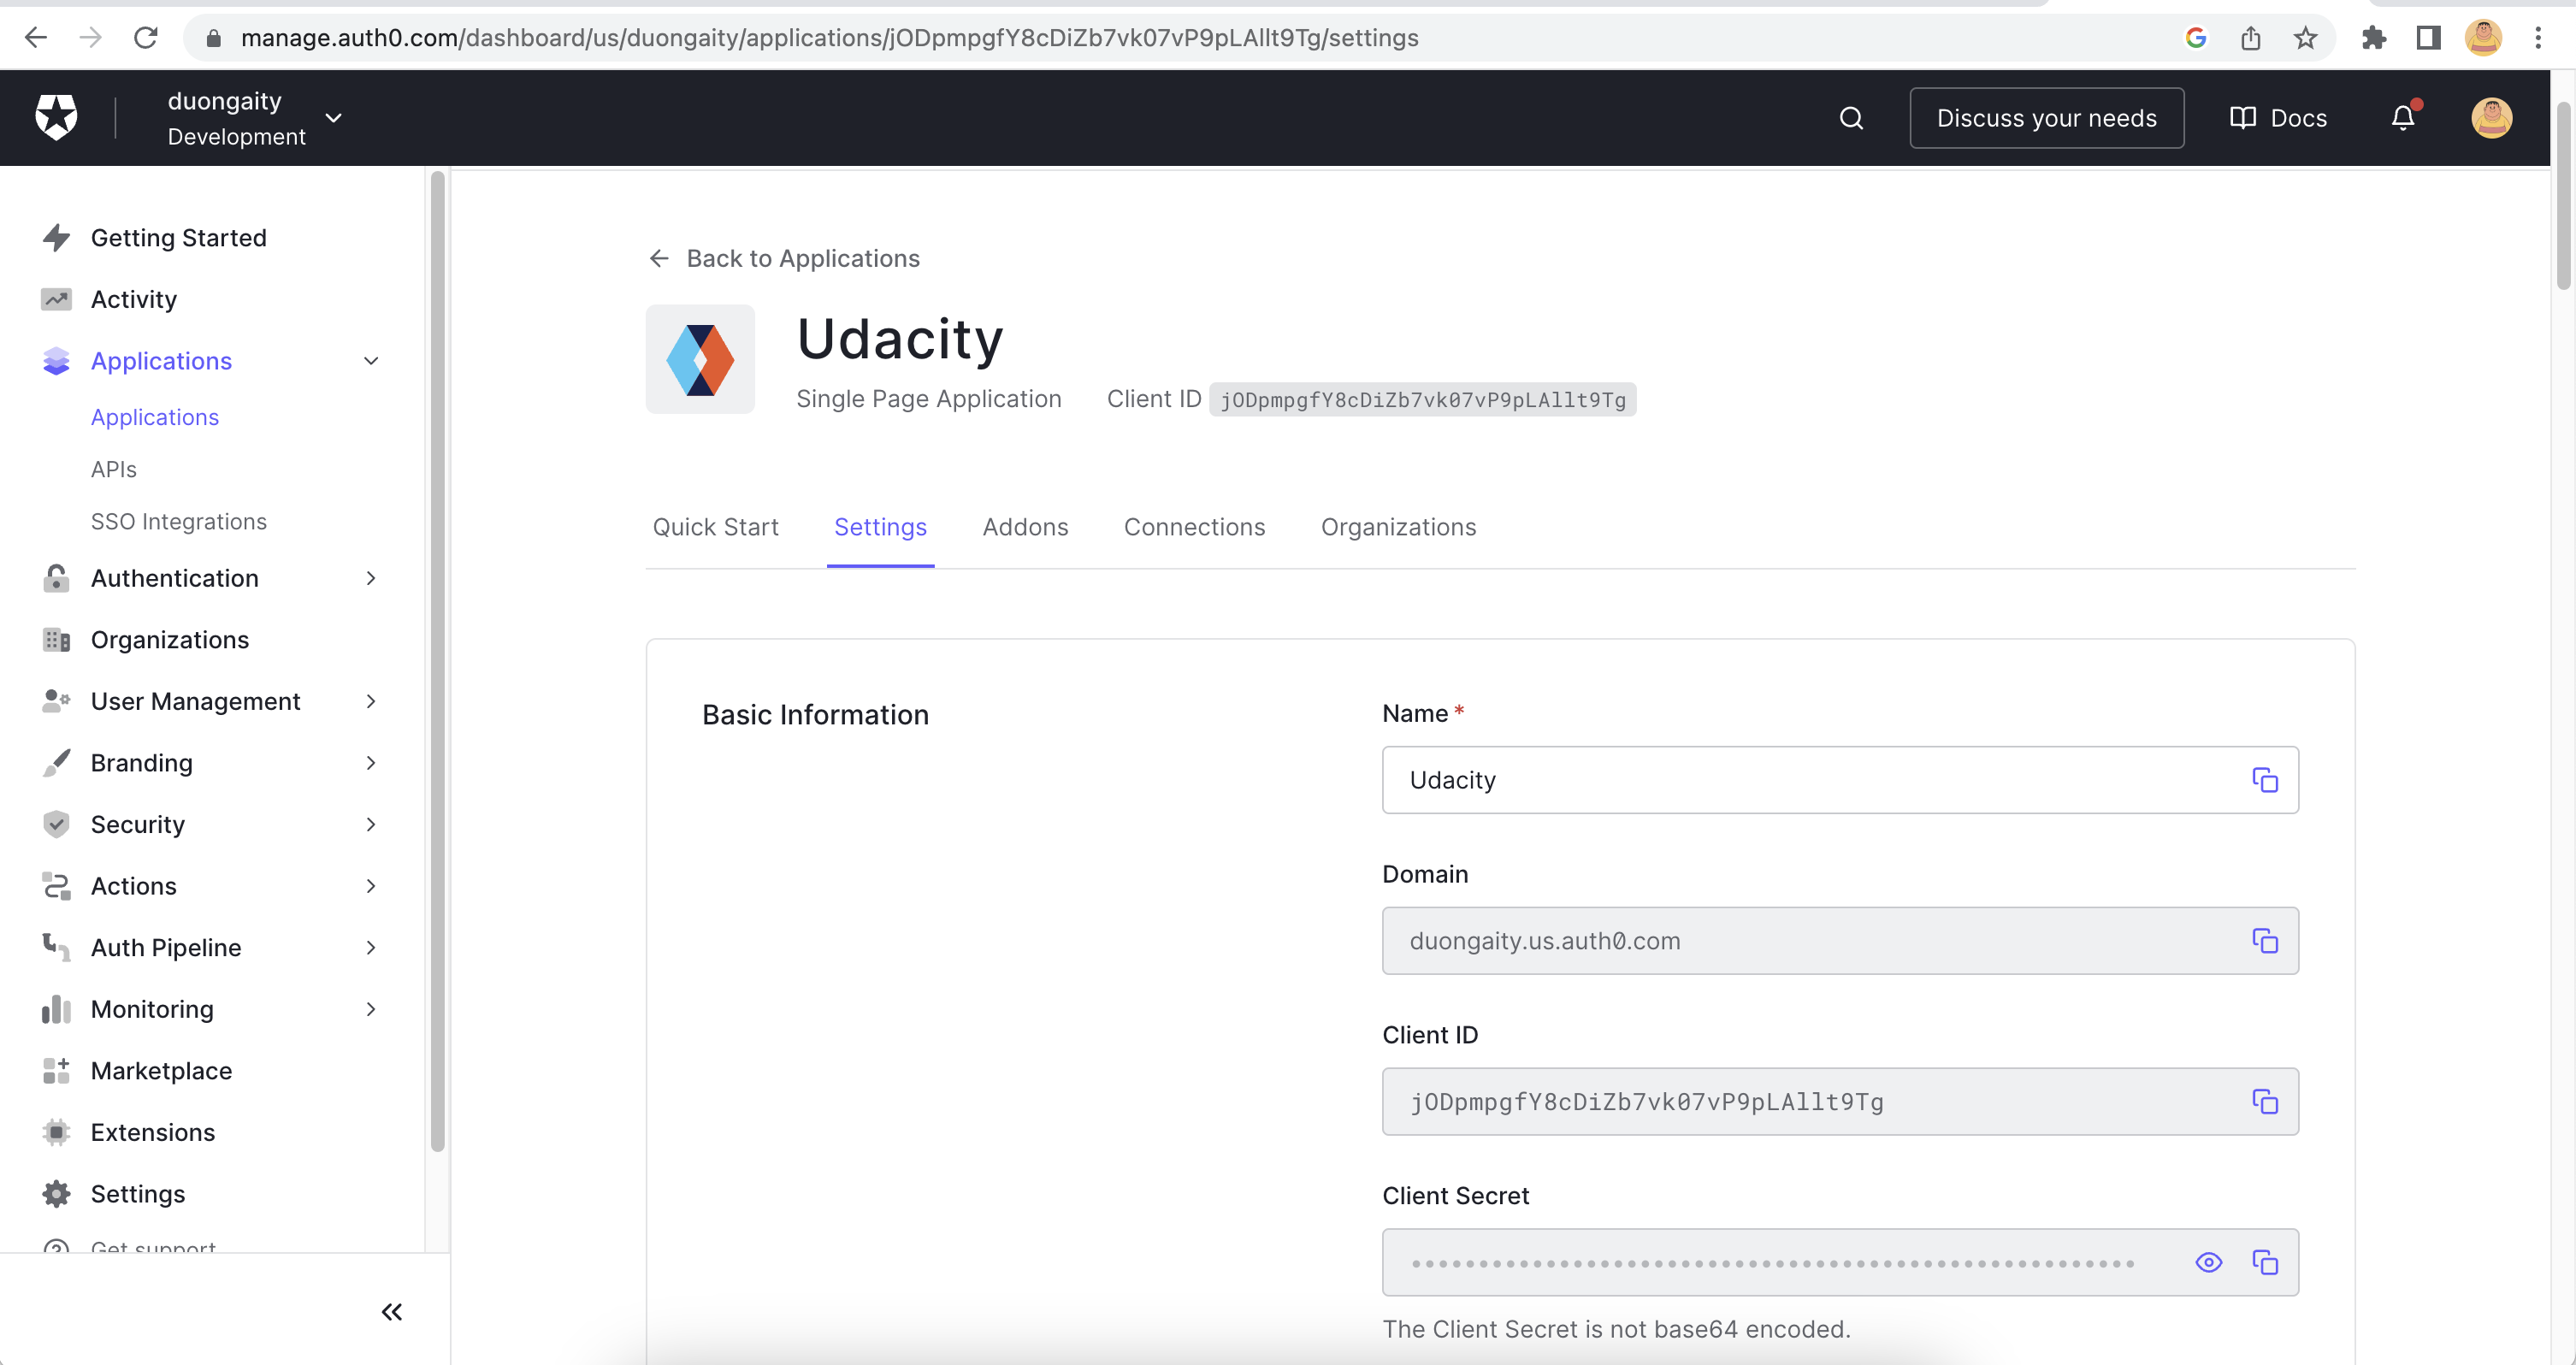 manage.auth0.com/dashboard/us/duongaity/applications/jODpmpgfY8cDiZb7vk07vP9pLAllt9Tg/settings
duongaity
Development
Discuss your needs
Docs
Getting Started
Activity
Applications
Applications
APIs
SSO Integrations
Authentication
Organizations
User Management
Branding
Security
Actions
Auth Pipeline
Monitoring
Marketplace
Extensions
Settings
Get support
Back to Applications
Udacity
Single Page Application
Client ID jODpmpgfY8cDiZb7vk07vP9pLAllt9Tg
Quick Start Settings Addons Connections Organizations
Basic Information
Name *
Udacity
Domain
duongaity.us.auth0.com
Client ID
jODpmpgfY8cDiZb7vk07vP9pLAllt9Tg
Client Secret
The Client Secret is not base64 encoded.